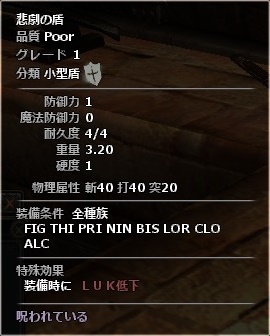 悲劇の盾
品質 Poor
グレード 1
分類 小型盾
防御力 1
魔法防御力 0
耐久度 4/4
重量 3.20
硬度 1
物理属性 斬40 打40 突20
装備条件 全種族
FIG THI PRI NIN BIS LOR CLO
ALC
特殊効果
装備時に ＬＵＫ低下
呪われている